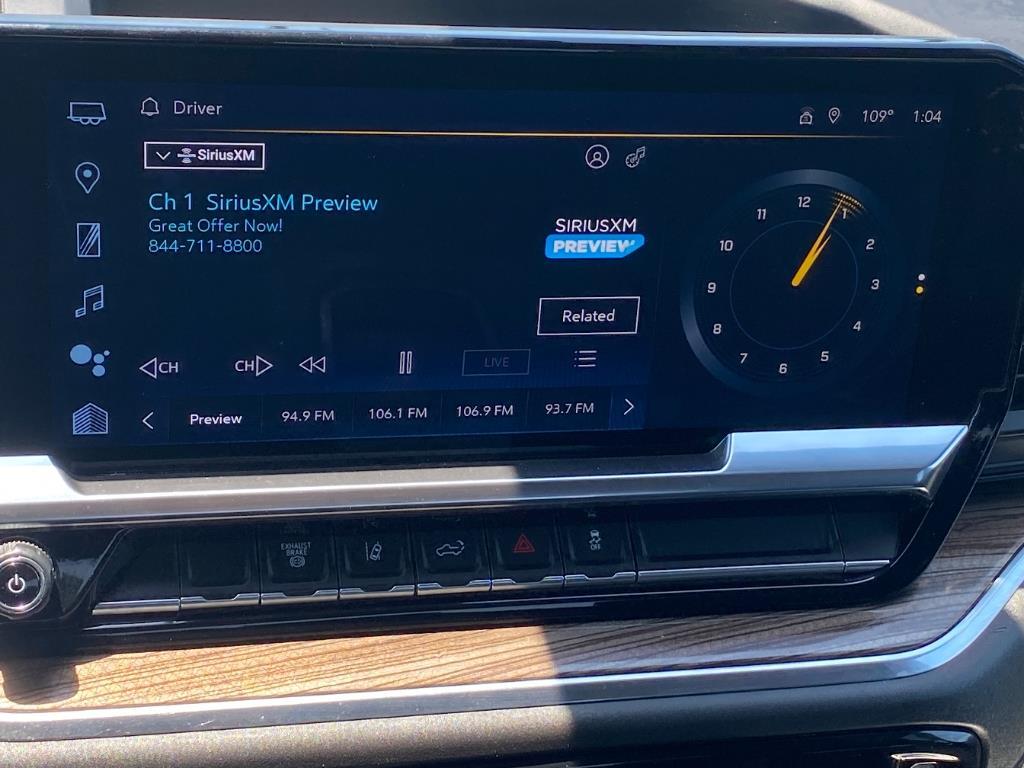 Driver
109° 1:04
SiriusXM
Ch 1 SiriusXM Preview
Great Offer Now!
844-711-8800
SIRIUSXM
PREVIEW
Related
12
1
2
3
4
5
6
7
8
9
10
11
CH
CH
LIVE
Preview
94.9 FM
106.1 FM
106.9 FM
93.7 FM
EXHAUST
BRAKE
OFF